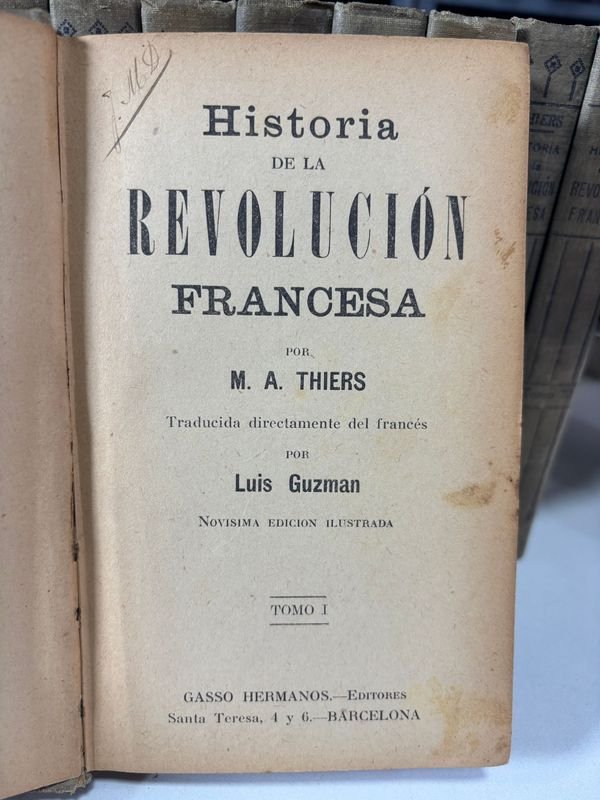 J. M. D
Historia
DE LA
REVOLUCIÓN
FRANCESA
POR
M. A. THIERS
Traducida directamente del francés
POR
Luis Guzman
NOVISIMA EDICION ILUSTRADA
TOMO I
GASSO HERMANOS.—EDITORES
Santa Teresa, 4 y 6.—BARCELONA